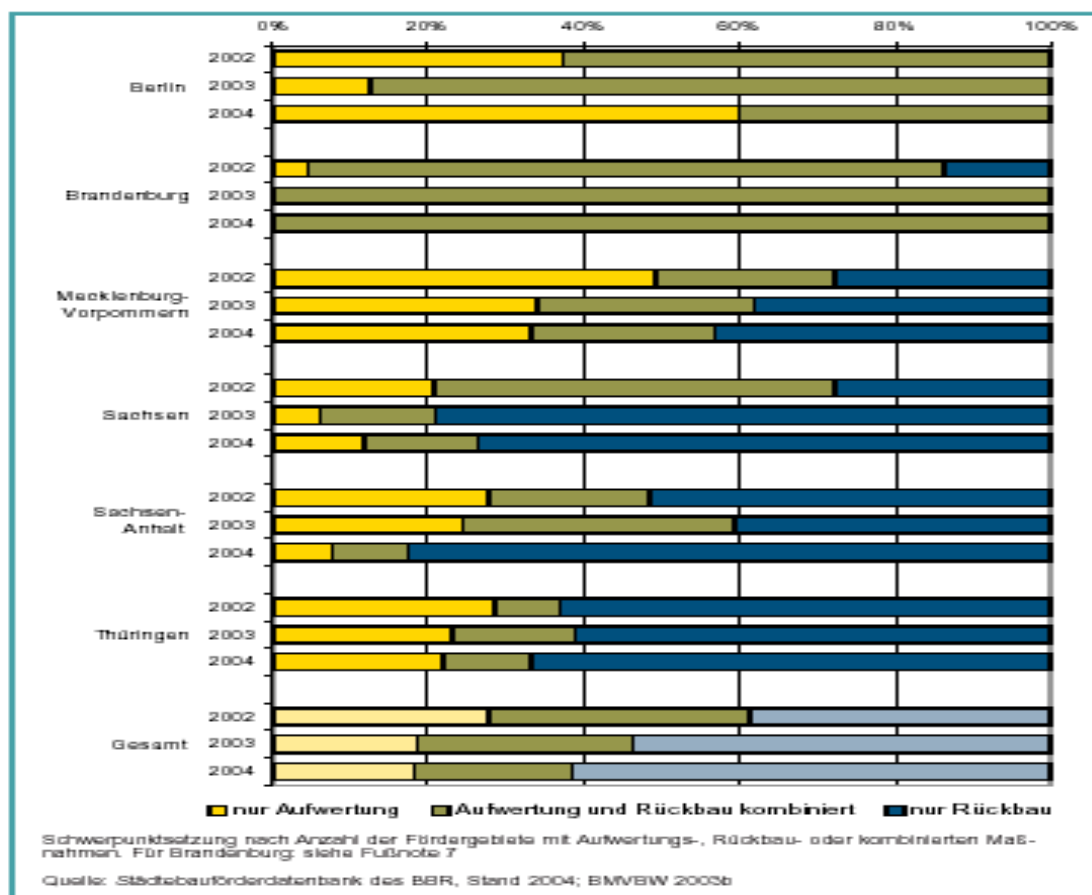 0% 20% 40% 60% 80% 100%
2002
Berlin 2003
2004
2002
Brandenburg 2003
2004
2002
Mecklenburg-
Vorpommern 2003
2004
2002
Sachsen 2003
2004
2002
Sachsen-
Anhalt 2003
2004
2002
Thüringen 2003
2004
2002
Gesamt 2003
2004
nur Aufwertung Aufwertung und Rückbau kombiniert nur Rückbau
Schwerpunktsetzung nach Anzahl der Fördergebiete mit Aufwertungs-, Rückbau- oder kombinierten Maß-
nahmen. Für Brandenburg: siehe Fußnote 7
Quelle: Städtebauförderdatenbank des BBR, Stand 2004; BMVBW 2003b